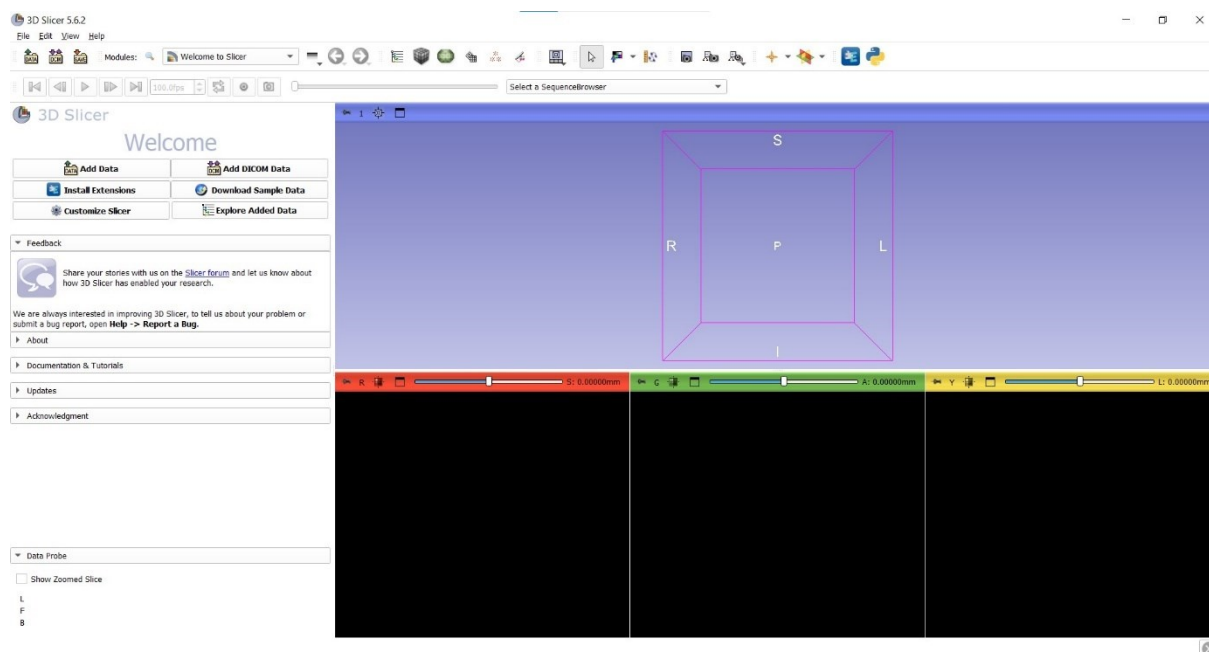 3D Slicer 5.6.2
File Edit View Help
DATA DCM SAVE Modules: Welcome to Slicer
100.0fps Select a SequenceBrowser
3D Slicer
Welcome
Add Data Add DICOM Data
Install Extensions Download Sample Data
Customize Slicer Explore Added Data
Feedback
Share your stories with us on the Slicer forum and let us know about
how 3D Slicer has enabled your research.
We are always interested in improving 3D Slicer, to tell us about your problem or
submit a bug report, open Help -> Report a Bug.
About
Documentation & Tutorials
Updates
Acknowledgment
Data Probe
Show Zoomed Slice
L
F
B
1
S
R P L
I
R S: 0.00000mm
G A: 0.00000mm
Y L: 0.00000mm